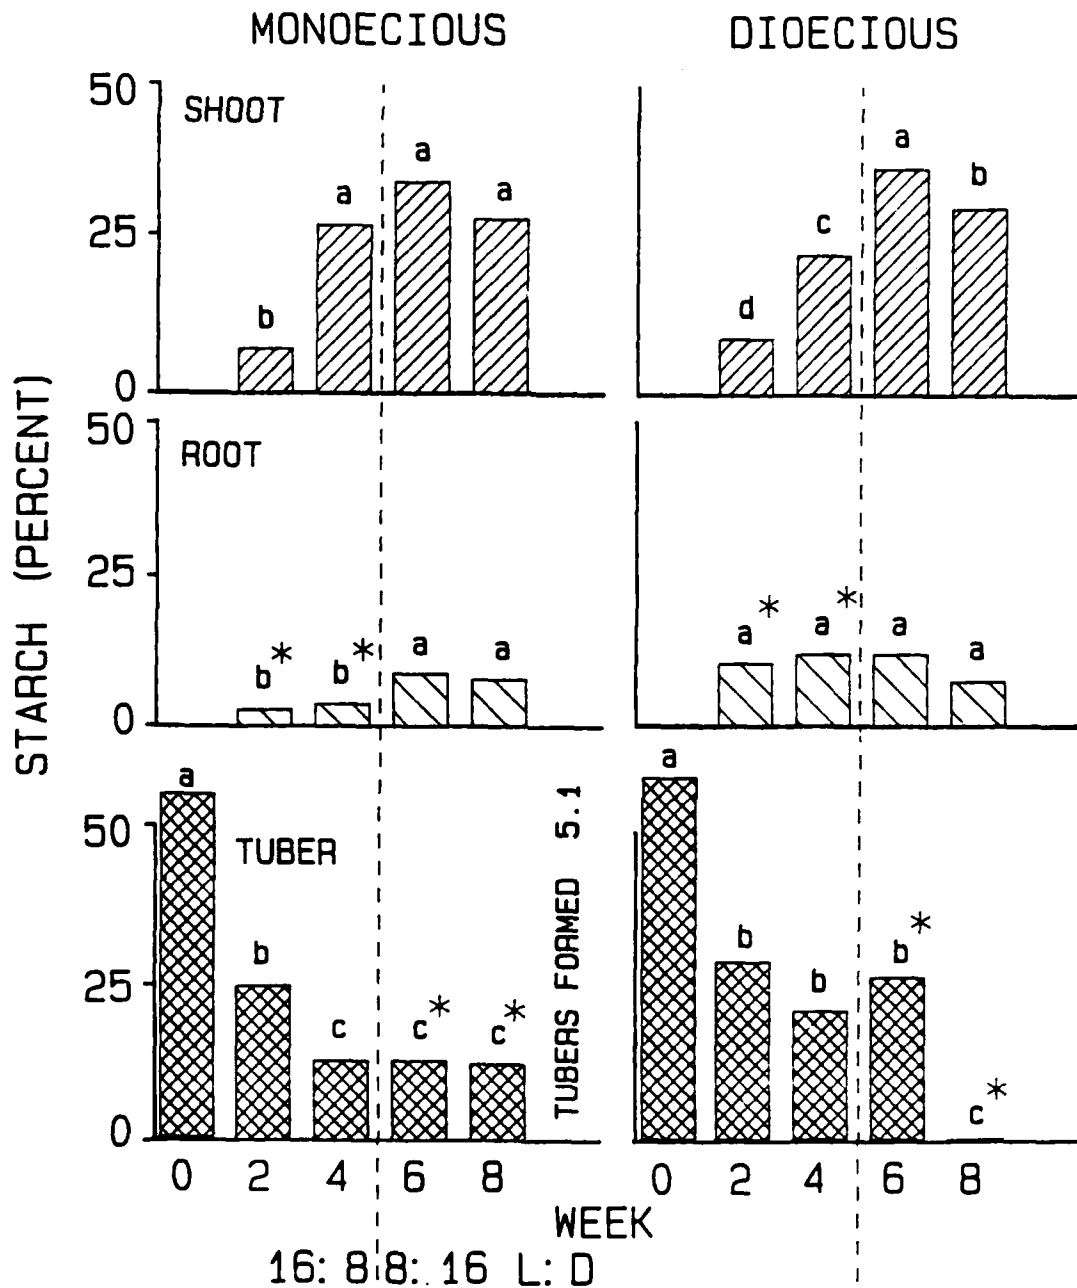 MONOECIOUS DIOECIOUS
STARCH (PERCENT)
50 SHOOT
25
0
b a a a
d c a b
50 ROOT
25
0
b* b* a a
a* a* a a
50 TUBER
25
0
a b c c* c*
TUBERS FORMED 5.1
a b b b* c*
0 2 4 6 8 0 2 4 6 8
WEEK
16:8 8:16 L:D